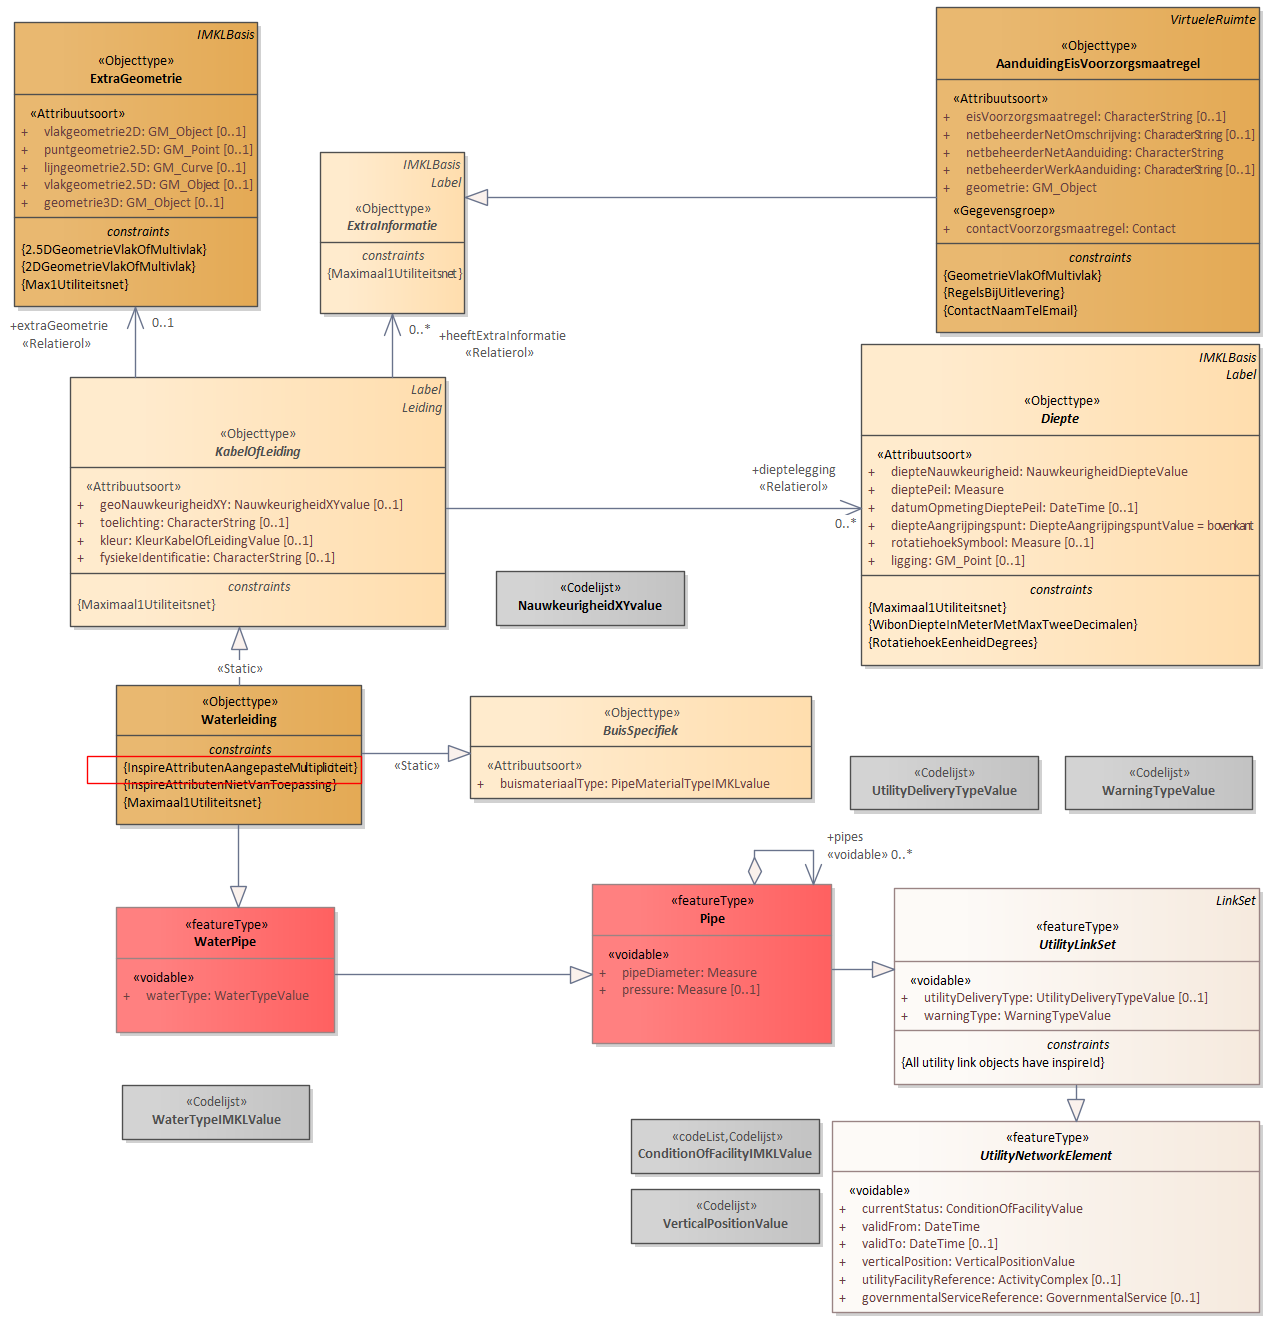 IMKLBasis
«Objecttype»
ExtraGeometrie
«Attribuutsoort»
+ vlakgeometrie2D: GM_Object [0..1]
+ puntgeometrie2.5D: GM_Point [0..1]
+ lijngeometrie2.5D: GM_Curve [0..1]
+ vlakgeometrie2.5D: GM_Object [0..1]
+ geometrie3D: GM_Object [0..1]
constraints
{2.5DGeometrieVlakOfMultivlak}
{2DGeometrieVlakOfMultivlak}
{Max1Utiliteitsnet}
VirtueleRuimte
«Objecttype»
AanduidingEisVoorzorgsmaatregel
«Attribuutsoort»
+ eisVoorzorgsmaatregel: CharacterString [0..1]
+ netbeheerderNetOmschrijving: CharacterString [0..1]
+ netbeheerderNetAanduiding: CharacterString
+ netbeheerderWerkAanduiding: CharacterString [0..1]
+ geometrie: GM_Object
«Gegevensgroep»
+ contactVoorzorgsmaatregel: Contact
constraints
{GeometrieVlakOfMultivlak}
{RegelsBijUitlevering}
{ContactNaamTelEmail}
IMKLBasis
Label
«Objecttype»
ExtraInformatie
constraints
{Maximaal1Utiliteitsnet}
+extraGeometrie
«Relatierol»
0..1
0..*
+heeftExtraInformatie
«Relatierol»
Label
Leiding
«Objecttype»
KabelOfLeiding
«Attribuutsoort»
+ geoNauwkeurigheidXY: NauwkeurigheidXYvalue [0..1]
+ toelichting: CharacterString [0..1]
+ kleur: KleurKabelOfLeidingValue [0..1]
+ fysiekeIdentificatie: CharacterString [0..1]
constraints
{Maximaal1Utiliteitsnet}
+dieptelegging
«Relatierol»
0..*
IMKLBasis
Label
«Objecttype»
Diepte
«Attribuutsoort»
+ diepteNauwkeurigheid: NauwkeurigheidDiepteValue
+ dieptePeil: Measure
+ datumOpmetingDieptePeil: DateTime [0..1]
+ diepteAangrijpingspunt: DiepteAangrijpingspuntValue = bovenkant
+ rotatiehoekSymbool: Measure [0..1]
+ ligging: GM_Point [0..1]
constraints
{Maximaal1Utiliteitsnet}
{WibonDiepteInMeterMetMaxTweeDecimalen}
{RotatiehoekEenheidDegrees}
«Codelijst»
NauwkeurigheidXYvalue
«Static»
«Objecttype»
Waterleiding
constraints
{InspireAttributenAangepasteMultipliciteit}
{InspireAttributenNietVanToepassing}
{Maximaal1Utiliteitsnet}
«Static»
«Objecttype»
BuisSpecifiek
«Attribuutsoort»
+ buismateriaalType: PipeMaterialTypeIMKLvalue
«Codelijst»
UtilityDeliveryTypeValue
«Codelijst»
WarningTypeValue
+pipes
«voidable» 0..*
«featureType»
WaterPipe
«voidable»
+ waterType: WaterTypeValue
«featureType»
Pipe
«voidable»
+ pipeDiameter: Measure
+ pressure: Measure [0..1]
LinkSet
«featureType»
UtilityLinkSet
«voidable»
+ utilityDeliveryType: UtilityDeliveryTypeValue [0..1]
+ warningType: WarningTypeValue
constraints
{All utility link objects have inspireId}
«Codelijst»
WaterTypeIMKLValue
«codeList,Codelijst»
ConditionOfFacilityIMKLValue
«Codelijst»
VerticalPositionValue
«featureType»
UtilityNetworkElement
«voidable»
+ currentStatus: ConditionOfFacilityValue
+ validFrom: DateTime
+ validTo: DateTime [0..1]
+ verticalPosition: VerticalPositionValue
+ utilityFacilityReference: ActivityComplex [0..1]
+ governmentalServiceReference: GovernmentalService [0..1]